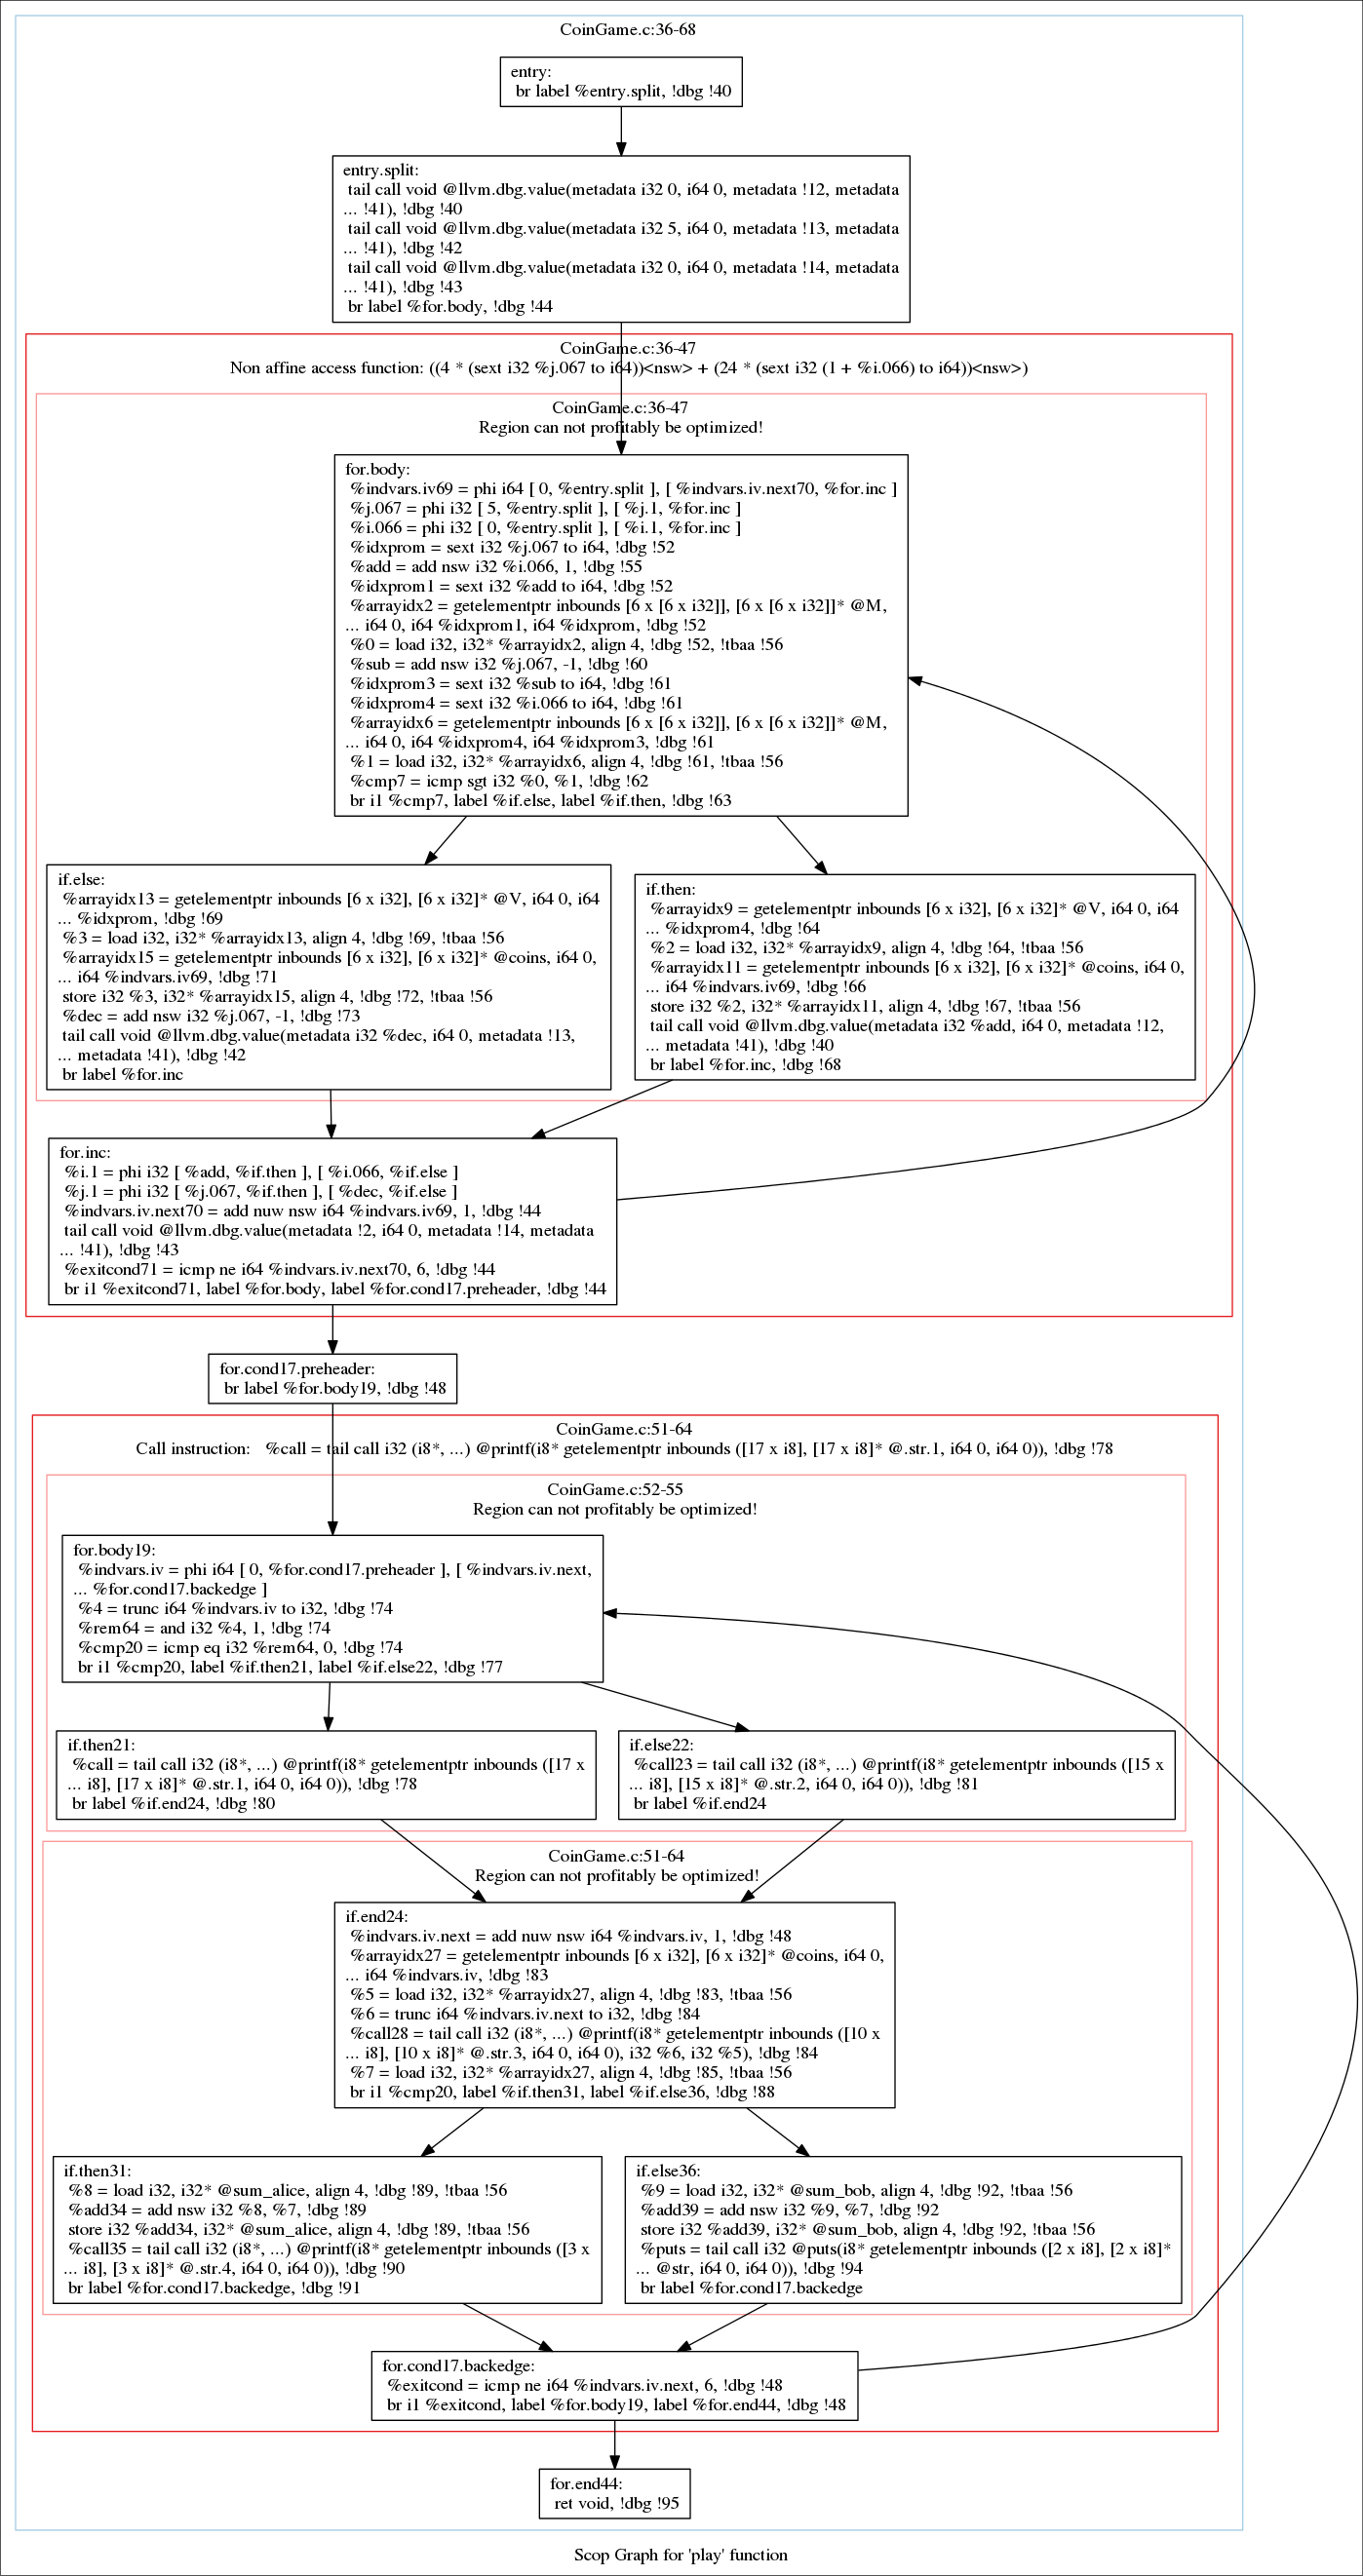 CoinGame.c:36-68
entry:
br label %entry.split, !dbg !40
entry.split:
tail call void @llvm.dbg.value(metadata i32 0, i64 0, metadata !12, metadata
... !41), !dbg !40
tail call void @llvm.dbg.value(metadata i32 5, i64 0, metadata !13, metadata
... !41), !dbg !42
tail call void @llvm.dbg.value(metadata i32 0, i64 0, metadata !14, metadata
... !41), !dbg !43
br label %for.body, !dbg !44
CoinGame.c:36-47
Non affine access function: ((4 * (sext i32 %j.067 to i64))<nsw> + (24 * (sext i32 (1 + %i.066) to i64))<nsw>)
CoinGame.c:36-47
Region can not profitably be optimized!
for.body:
%indvars.iv69 = phi i64 [ 0, %entry.split ], [ %indvars.iv.next70, %for.inc ]
%j.067 = phi i32 [ 5, %entry.split ], [ %j.1, %for.inc ]
%i.066 = phi i32 [ 0, %entry.split ], [ %i.1, %for.inc ]
%idxprom = sext i32 %j.067 to i64, !dbg !52
%add = add nsw i32 %i.066, 1, !dbg !55
%idxprom1 = sext i32 %add to i64, !dbg !52
%arrayidx2 = getelementptr inbounds [6 x [6 x i32]], [6 x [6 x i32]]* @M,
... i64 0, i64 %idxprom1, i64 %idxprom, !dbg !52
%0 = load i32, i32* %arrayidx2, align 4, !dbg !52, !tbaa !56
%sub = add nsw i32 %j.067, -1, !dbg !60
%idxprom3 = sext i32 %sub to i64, !dbg !61
%idxprom4 = sext i32 %i.066 to i64, !dbg !61
%arrayidx6 = getelementptr inbounds [6 x [6 x i32]], [6 x [6 x i32]]* @M,
... i64 0, i64 %idxprom4, i64 %idxprom3, !dbg !61
%1 = load i32, i32* %arrayidx6, align 4, !dbg !61, !tbaa !56
%cmp7 = icmp sgt i32 %0, %1, !dbg !62
br i1 %cmp7, label %if.else, label %if.then, !dbg !63
if.else:
%arrayidx13 = getelementptr inbounds [6 x i32], [6 x i32]* @V, i64 0, i64
... %idxprom, !dbg !69
%3 = load i32, i32* %arrayidx13, align 4, !dbg !69, !tbaa !56
%arrayidx15 = getelementptr inbounds [6 x i32], [6 x i32]* @coins, i64 0,
... i64 %indvars.iv69, !dbg !71
store i32 %3, i32* %arrayidx15, align 4, !dbg !72, !tbaa !56
%dec = add nsw i32 %j.067, -1, !dbg !73
tail call void @llvm.dbg.value(metadata i32 %dec, i64 0, metadata !13,
... metadata !41), !dbg !42
br label %for.inc
if.then:
%arrayidx9 = getelementptr inbounds [6 x i32], [6 x i32]* @V, i64 0, i64
... %idxprom4, !dbg !64
%2 = load i32, i32* %arrayidx9, align 4, !dbg !64, !tbaa !56
%arrayidx11 = getelementptr inbounds [6 x i32], [6 x i32]* @coins, i64 0,
... i64 %indvars.iv69, !dbg !66
store i32 %2, i32* %arrayidx11, align 4, !dbg !67, !tbaa !56
tail call void @llvm.dbg.value(metadata i32 %add, i64 0, metadata !12,
... metadata !41), !dbg !40
br label %for.inc, !dbg !68
for.inc:
%i.1 = phi i32 [ %add, %if.then ], [ %i.066, %if.else ]
%j.1 = phi i32 [ %j.067, %if.then ], [ %dec, %if.else ]
%indvars.iv.next70 = add nuw nsw i64 %indvars.iv69, 1, !dbg !44
tail call void @llvm.dbg.value(metadata !2, i64 0, metadata !14, metadata
... !41), !dbg !43
%exitcond71 = icmp ne i64 %indvars.iv.next70, 6, !dbg !44
br i1 %exitcond71, label %for.body, label %for.cond17.preheader, !dbg !44
for.cond17.preheader:
br label %for.body19, !dbg !48
CoinGame.c:51-64
Call instruction:   %call = tail call i32 (i8*, ...) @printf(i8* getelementptr inbounds ([17 x i8], [17 x i8]* @.str.1, i64 0, i64 0)), !dbg !78
CoinGame.c:52-55
Region can not profitably be optimized!
for.body19:
%indvars.iv = phi i64 [ 0, %for.cond17.preheader ], [ %indvars.iv.next,
... %for.cond17.backedge ]
%4 = trunc i64 %indvars.iv to i32, !dbg !74
%rem64 = and i32 %4, 1, !dbg !74
%cmp20 = icmp eq i32 %rem64, 0, !dbg !74
br i1 %cmp20, label %if.then21, label %if.else22, !dbg !77
if.then21:
%call = tail call i32 (i8*, ...) @printf(i8* getelementptr inbounds ([17 x
... i8], [17 x i8]* @.str.1, i64 0, i64 0)), !dbg !78
br label %if.end24, !dbg !80
if.else22:
%call23 = tail call i32 (i8*, ...) @printf(i8* getelementptr inbounds ([15 x
... i8], [15 x i8]* @.str.2, i64 0, i64 0)), !dbg !81
br label %if.end24
CoinGame.c:51-64
Region can not profitably be optimized!
if.end24:
%indvars.iv.next = add nuw nsw i64 %indvars.iv, 1, !dbg !48
%arrayidx27 = getelementptr inbounds [6 x i32], [6 x i32]* @coins, i64 0,
... i64 %indvars.iv, !dbg !83
%5 = load i32, i32* %arrayidx27, align 4, !dbg !83, !tbaa !56
%6 = trunc i64 %indvars.iv.next to i32, !dbg !84
%call28 = tail call i32 (i8*, ...) @printf(i8* getelementptr inbounds ([10 x
... i8], [10 x i8]* @.str.3, i64 0, i64 0), i32 %6, i32 %5), !dbg !84
%7 = load i32, i32* %arrayidx27, align 4, !dbg !85, !tbaa !56
br i1 %cmp20, label %if.then31, label %if.else36, !dbg !88
if.then31:
%8 = load i32, i32* @sum_alice, align 4, !dbg !89, !tbaa !56
%add34 = add nsw i32 %8, %7, !dbg !89
store i32 %add34, i32* @sum_alice, align 4, !dbg !89, !tbaa !56
%call35 = tail call i32 (i8*, ...) @printf(i8* getelementptr inbounds ([3 x
... i8], [3 x i8]* @.str.4, i64 0, i64 0)), !dbg !90
br label %for.cond17.backedge, !dbg !91
if.else36:
%9 = load i32, i32* @sum_bob, align 4, !dbg !92, !tbaa !56
%add39 = add nsw i32 %9, %7, !dbg !92
store i32 %add39, i32* @sum_bob, align 4, !dbg !92, !tbaa !56
%puts = tail call i32 @puts(i8* getelementptr inbounds ([2 x i8], [2 x i8]*
... @str, i64 0, i64 0)), !dbg !94
br label %for.cond17.backedge
for.cond17.backedge:
%exitcond = icmp ne i64 %indvars.iv.next, 6, !dbg !48
br i1 %exitcond, label %for.body19, label %for.end44, !dbg !48
for.end44:
ret void, !dbg !95
Scop Graph for 'play' function